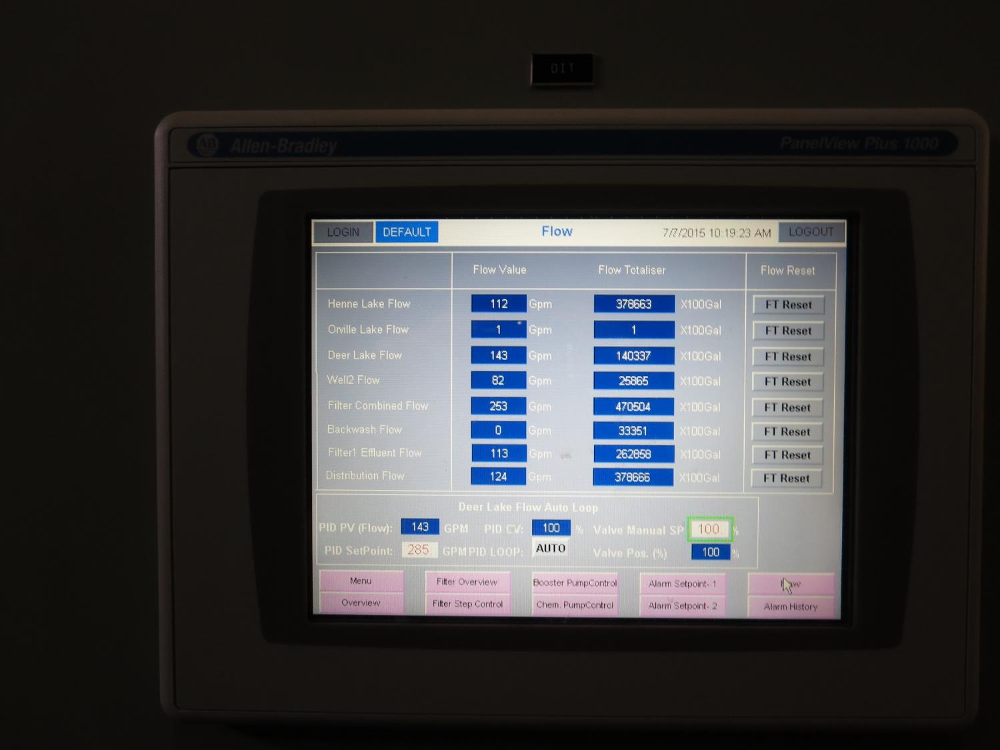 OIT
AB Allen-Bradley PanelView Plus 1000
LOGIN DEFAULT Flow 7/7/2015 10:19:23 AM LOGOUT
Flow Value Flow Totaliser Flow Reset
Henne Lake Flow 112 Gpm 378663 X100Gal FT Reset
Orville Lake Flow 1 Gpm 1 X100Gal FT Reset
Deer Lake Flow 143 Gpm 140337 X100Gal FT Reset
Well2 Flow 82 Gpm 25865 X100Gal FT Reset
Filter Combined Flow 253 Gpm 470504 X100Gal FT Reset
Backwash Flow 0 Gpm 33351 X100Gal FT Reset
Filter1 Effluent Flow 113 Gpm 262858 X100Gal FT Reset
Distribution Flow 124 Gpm 378666 X100Gal FT Reset
Deer Lake Flow Auto Loop
PID PV (Flow): 143 GPM PID CV: 100 % Valve Manual SP 100. %
PID SetPoint: 285. GPM PID LOOP: AUTO Valve Pos. (%) 100 %
Menu Filter Overview Booster PumpControl Alarm Setpoint- 1 Flow
Overview Filter Step Control Chem. PumpControl Alarm Setpoint- 2 Alarm History